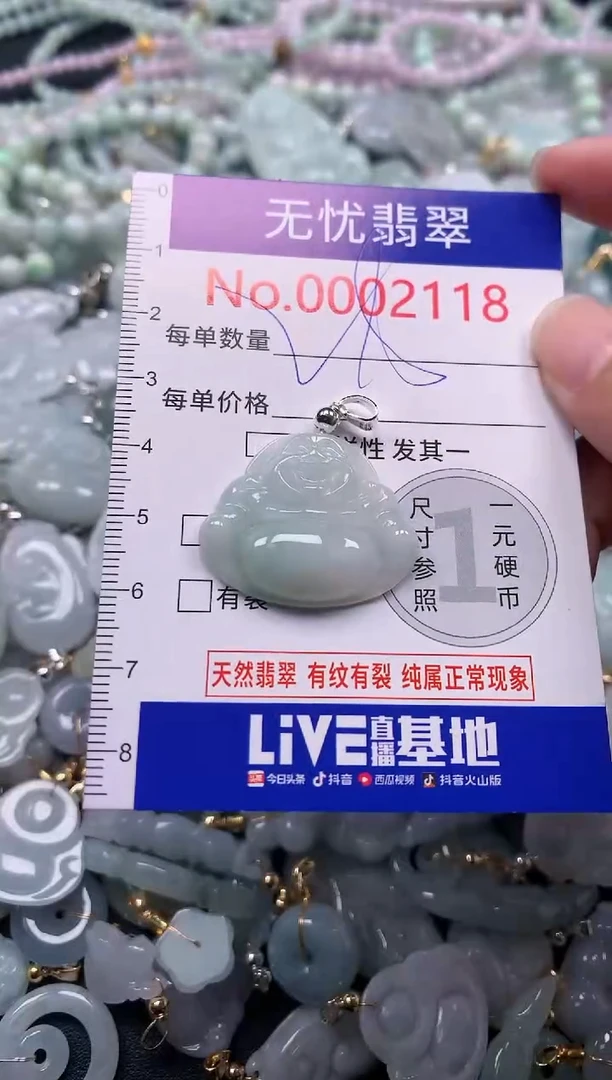 无忧翡翠
No.0002118
每单数量
每单价格
性 发其一
有裂
尺寸参照
1
一元硬币
天然翡翠 有纹有裂 纯属正常现象
LiVE直播基地
今日头条 抖音 西瓜视频 抖音火山版
0
1
2
3
4
5
6
7
8